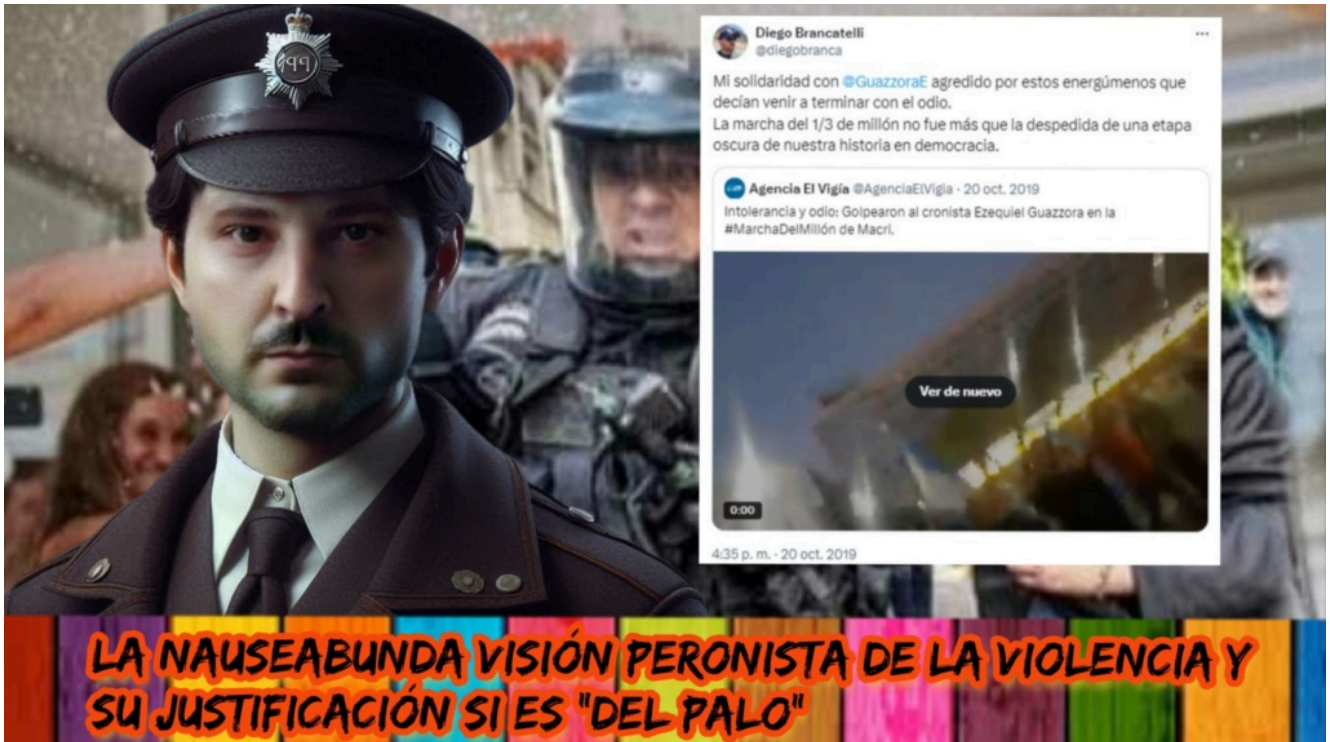 Diego Brancatelli
@diegobranca
Mi solidaridad con @GuazzoraE agredido por estos energúmenos que
decían venir a terminar con el odio.
La marcha del 1/3 de millón no fue más que la despedida de una etapa
oscura de nuestra historia en democracia.
Agencia El Vigía @AgenciaElVigia · 20 oct. 2019
Intolerancia y odio: Golpearon al cronista Ezequiel Guazzora en la
#MarchaDelMillón de Macri.
Ver de nuevo
0:00
4:35 p. m. · 20 oct. 2019
LA NAUSEABUNDA VISIÓN PERONISTA DE LA VIOLENCIA Y
SU JUSTIFICACIÓN SI ES "DEL PALO"